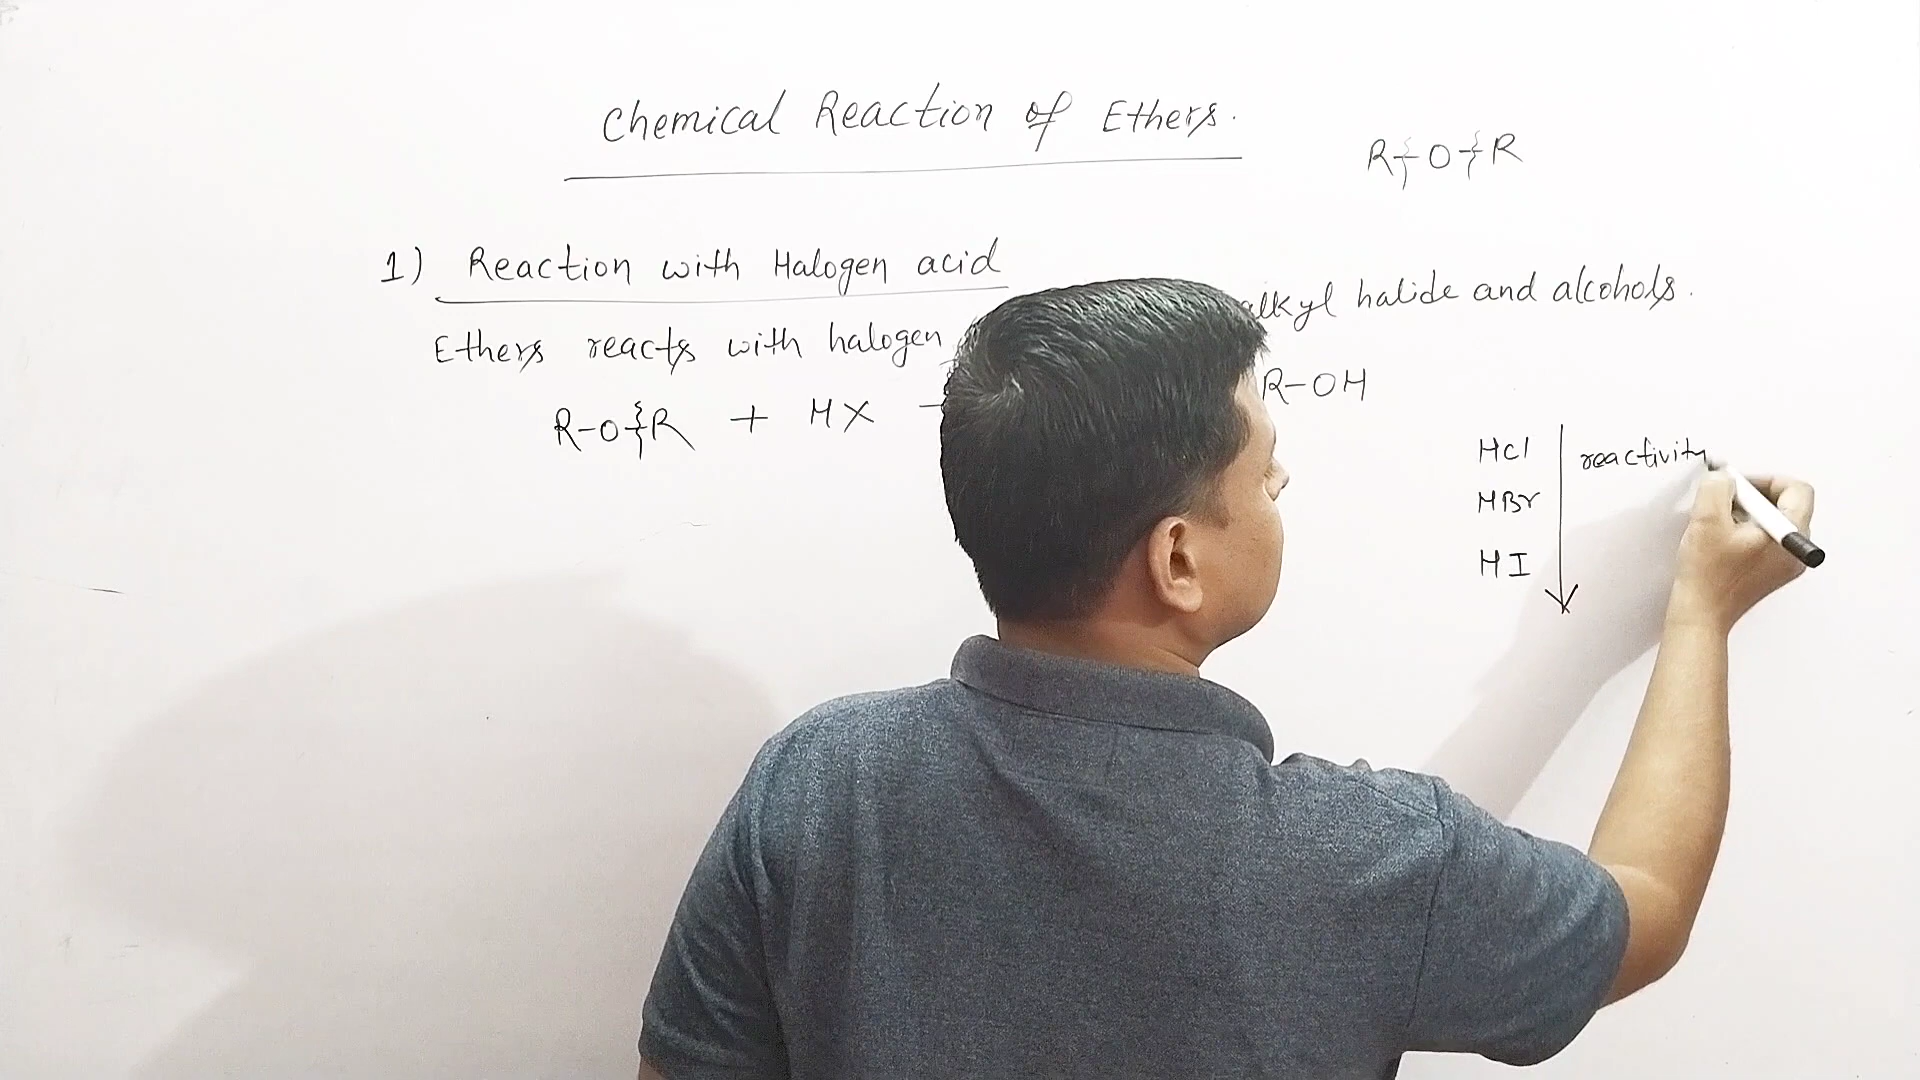 Chemical Reaction of Ethers.
R-O-R
1) Reaction with Halogen acid
Ethers reacts with halogen alkyl halide and alcohols.
R-O-R + HX R-OH
HCl reactivity
HBr
HI